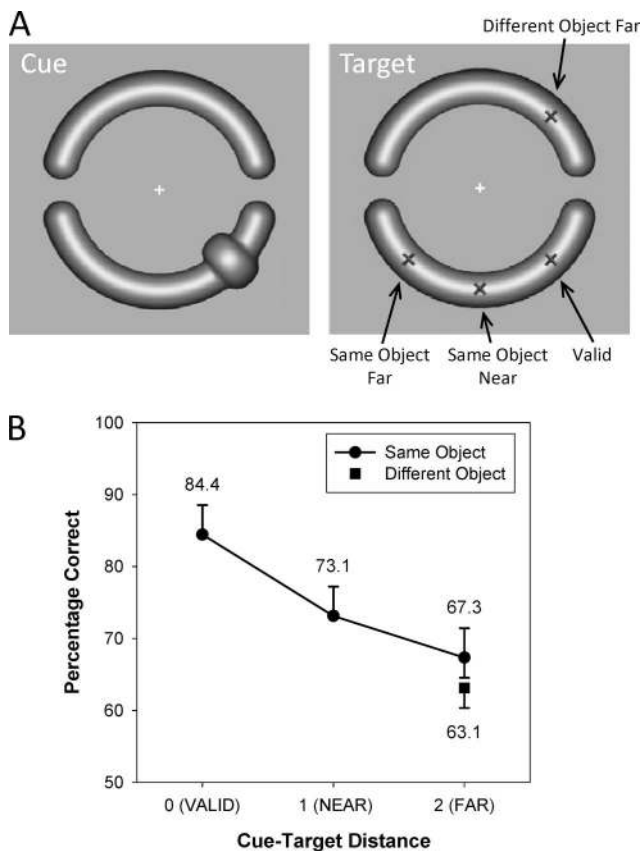 A
Cue
Target
Different Object Far
Same Object Far
Same Object Near
Valid
B
100
90
80
70
60
50
Percentage Correct
Same Object
Different Object
84.4
73.1
67.3
63.1
0 (VALID)
1 (NEAR)
2 (FAR)
Cue-Target Distance